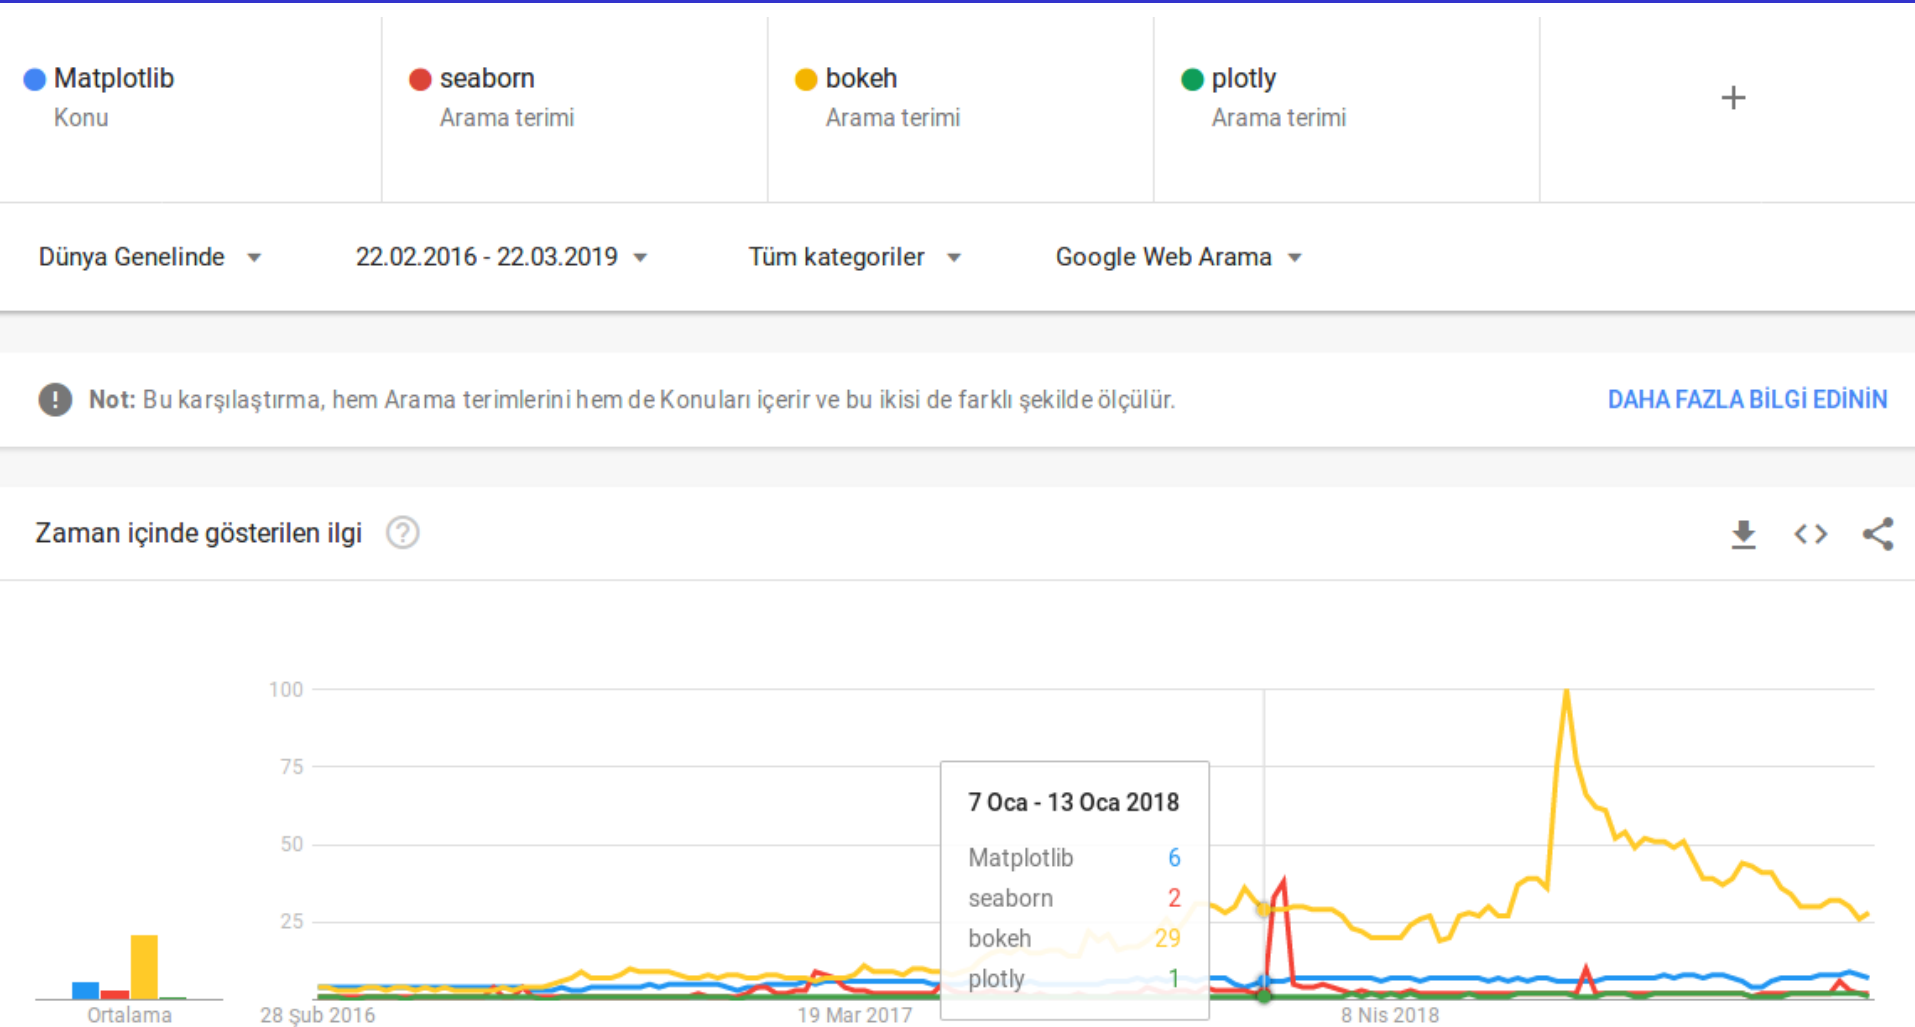 Matplotlib
Konu
seaborn
Arama terimi
bokeh
Arama terimi
plotly
Arama terimi
+
Dünya Genelinde
22.02.2016 - 22.03.2019
Tüm kategoriler
Google Web Arama
Not: Bu karşılaştırma, hem Arama terimlerini hem de Konuları içerir ve bu ikisi de farklı şekilde ölçülür.
DAHA FAZLA BİLGİ EDİNİN
Zaman içinde gösterilen ilgi
100
75
50
25
7 Oca - 13 Oca 2018
Matplotlib 6
seaborn 2
bokeh 29
plotly 1
Ortalama
28 Şub 2016
19 Mar 2017
8 Nis 2018